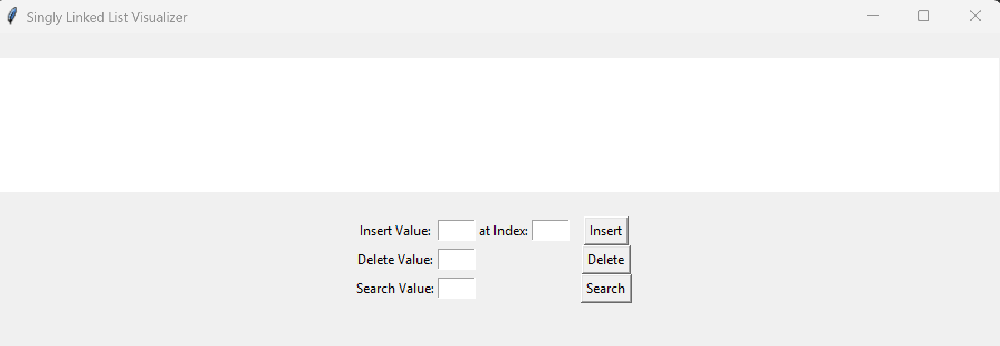 Singly Linked List Visualizer
Insert Value: at Index: Insert
Delete Value: Delete
Search Value: Search